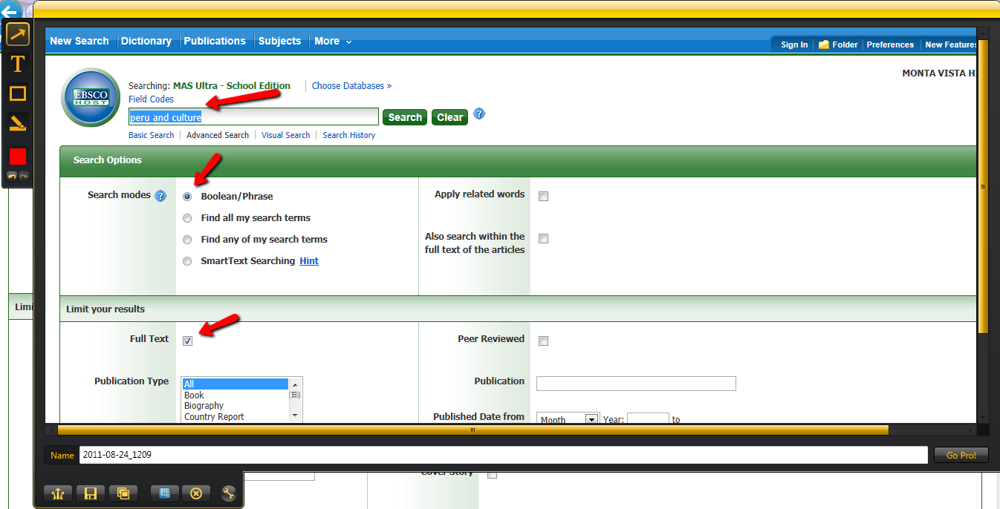 New Search Dictionary Publications Subjects More
Sign In Folder Preferences New Features
MONTA VISTA HI
EBSCO
HOST
Searching: MAS Ultra - School Edition Choose Databases »
Field Codes
peru and culture Search Clear ?
Basic Search Advanced Search Visual Search Search History
Search Options
Search modes ? Boolean/Phrase Apply related words
Find all my search terms
Also search within the
Find any of my search terms
full text of the articles
SmartText Searching Hint
Limi
Limit your results
Full Text Peer Reviewed
Publication Type All Publication
Book
Biography
Country Report Published Date from Month Year: to
Name 2011-08-24_1209 Go Pro!
Cover Story
T